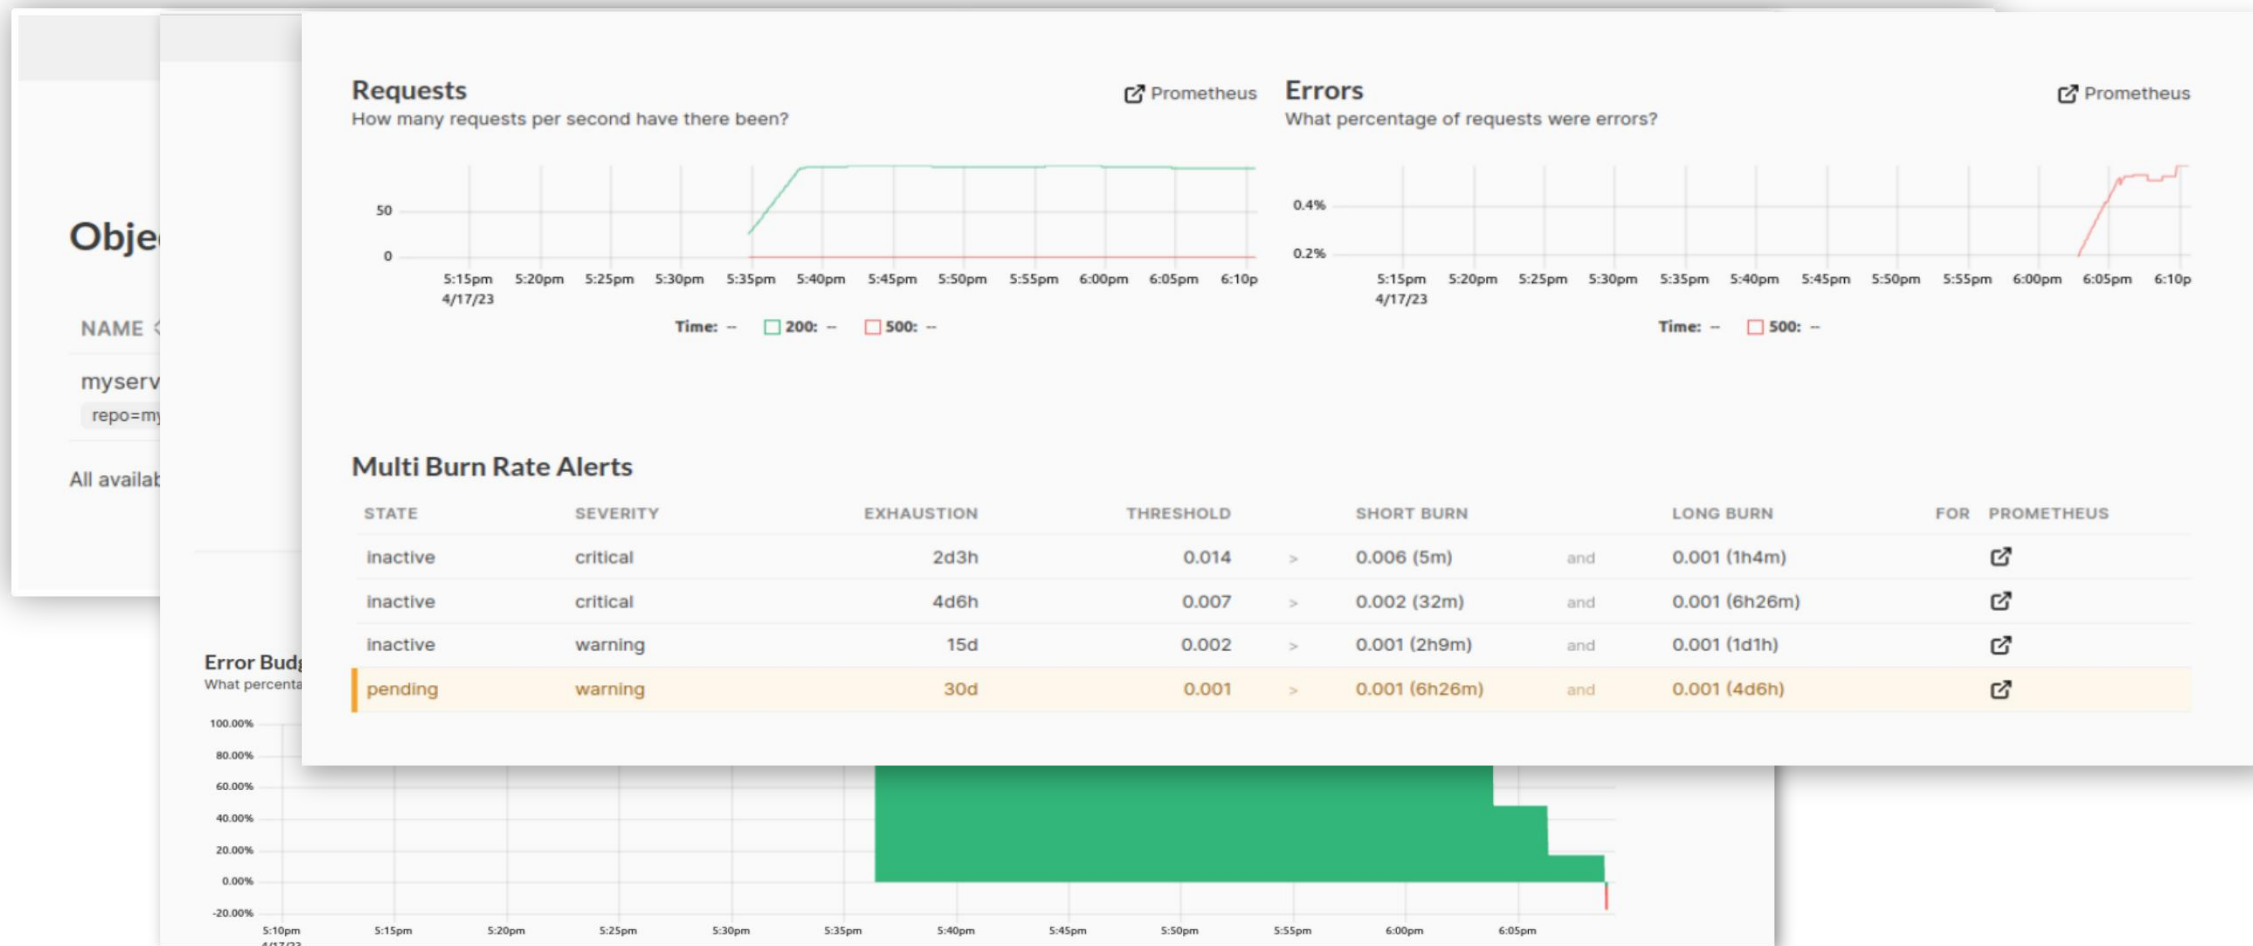 Requests
Prometheus
How many requests per second have there been?
50
0
5:15pm 5:20pm 5:25pm 5:30pm 5:35pm 5:40pm 5:45pm 5:50pm 5:55pm 6:00pm 6:05pm 6:10p
4/17/23
Time: -- 200: -- 500: --
Errors
Prometheus
What percentage of requests were errors?
0.4%
0.2%
5:15pm 5:20pm 5:25pm 5:30pm 5:35pm 5:40pm 5:45pm 5:50pm 5:55pm 6:00pm 6:05pm 6:10p
4/17/23
Time: -- 500: --
Obje
NAME
myserv
repo=my
All availab
Multi Burn Rate Alerts
STATE SEVERITY EXHAUSTION THRESHOLD SHORT BURN LONG BURN FOR PROMETHEUS
inactive critical 2d3h 0.014 > 0.006 (5m) and 0.001 (1h4m)
inactive critical 4d6h 0.007 > 0.002 (32m) and 0.001 (6h26m)
inactive warning 15d 0.002 > 0.001 (2h9m) and 0.001 (1d1h)
pending warning 30d 0.001 > 0.001 (6h26m) and 0.001 (4d6h)
Error Budg
What percenta
100.00%
80.00%
60.00%
40.00%
20.00%
0.00%
-20.00%
5:10pm 5:15pm 5:20pm 5:25pm 5:30pm 5:35pm 5:40pm 5:45pm 5:50pm 5:55pm 6:00pm 6:05pm
4/17/23